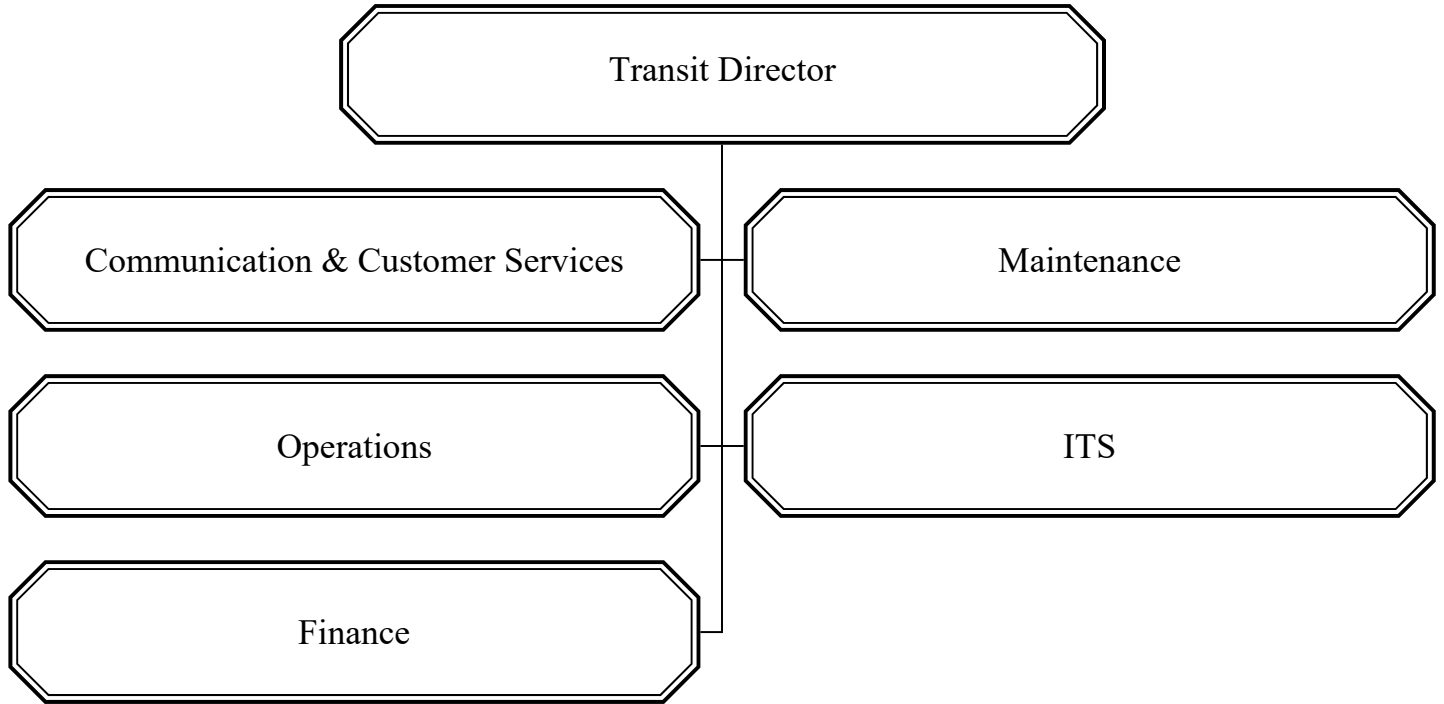 Transit Director
Communication & Customer Services
Maintenance
Operations
ITS
Finance